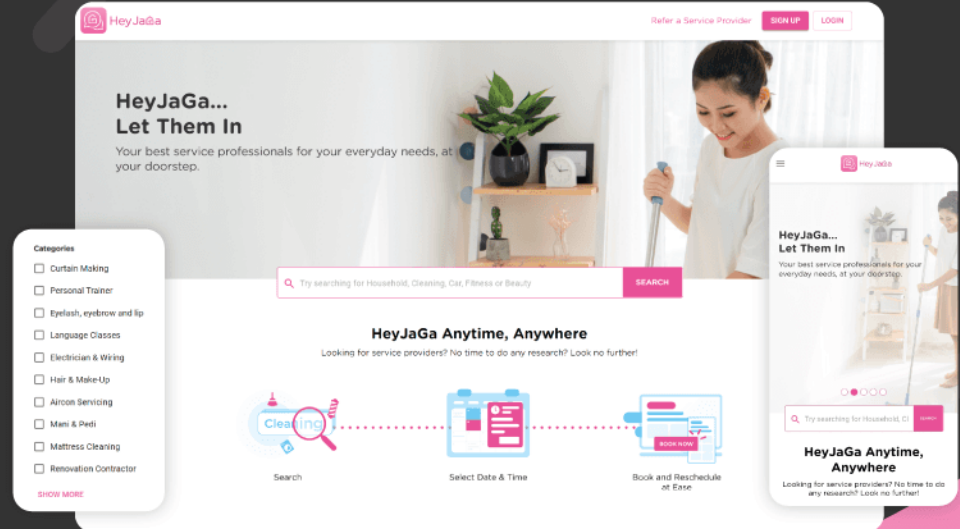 HeyJaGa
Refer a Service Provider
SIGN UP
LOGIN
HeyJaGa...
Let Them In
Your best service professionals for your everyday needs, at
your doorstep.
Try searching for Household, Cleaning, Car, Fitness or Beauty
SEARCH
HeyJaGa Anytime, Anywhere
Looking for service providers? No time to do any research? Look no further!
Cleaning
BOOK NOW
Search
Select Date & Time
Book and Reschedule
at Ease
Categories
Curtain Making
Personal Trainer
Eyelash, eyebrow and lip
Language Classes
Electrician & Wiring
Hair & Make-Up
Aircon Servicing
Mani & Pedi
Mattress Cleaning
Renovation Contractor
SHOW MORE
HeyJaGa
HeyJaGa...
Let Them In
Your best service professionals for your
everyday needs, at your doorstep.
Try searching for Household, Cl
SEARCH
HeyJaGa Anytime,
Anywhere
Looking for service providers? No time to do
any research? Look no further!